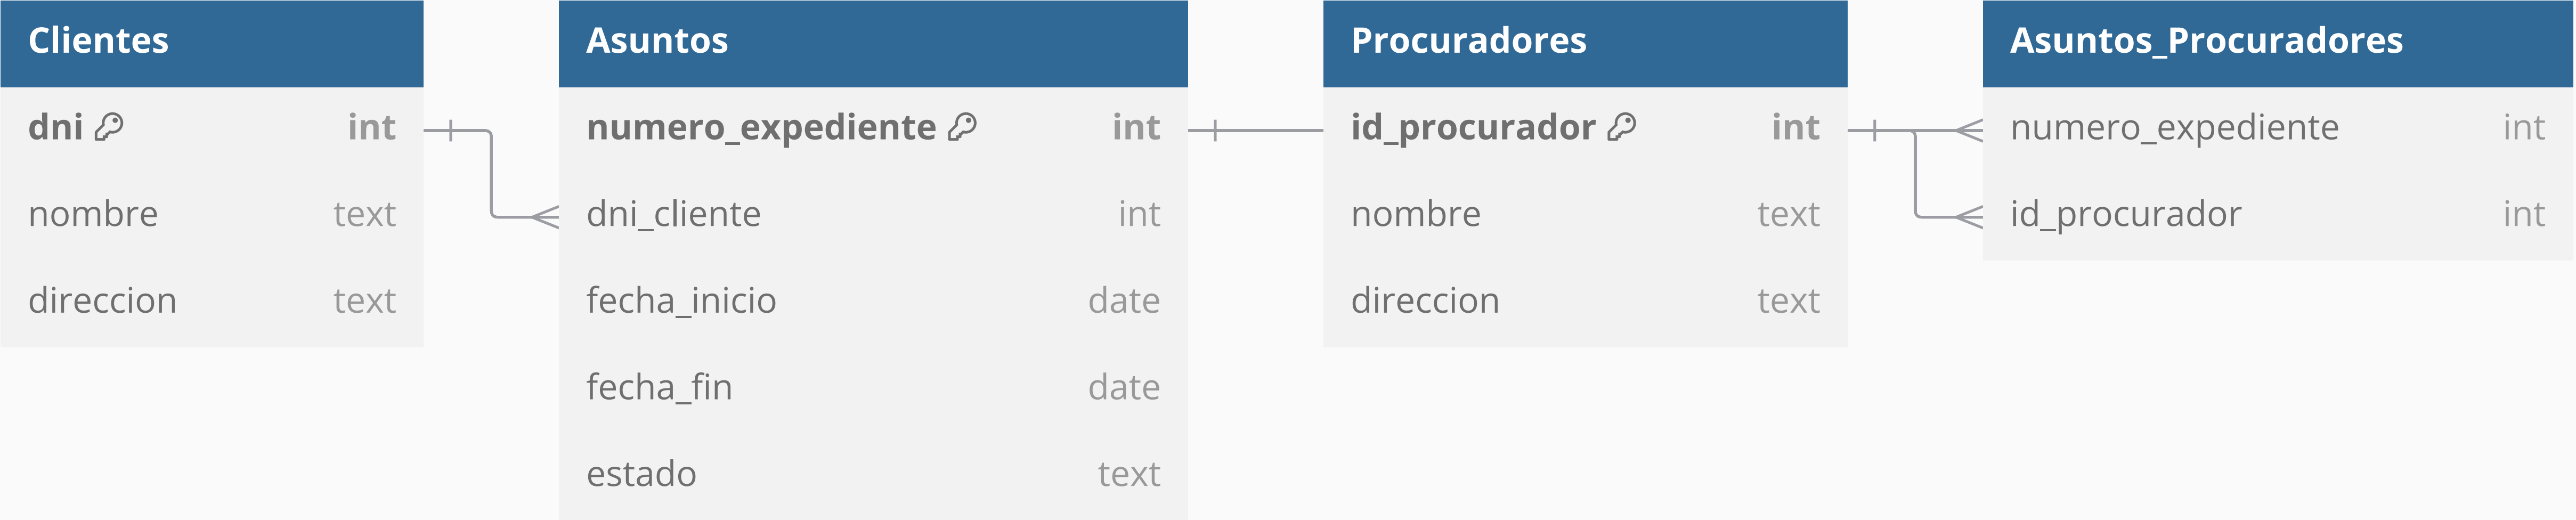 Clientes
dni int
nombre text
direccion text
Asuntos
numero_expediente int
dni_cliente int
fecha_inicio date
fecha_fin date
estado text
Procuradores
id_procurador int
nombre text
direccion text
Asuntos_Procuradores
numero_expediente int
id_procurador int